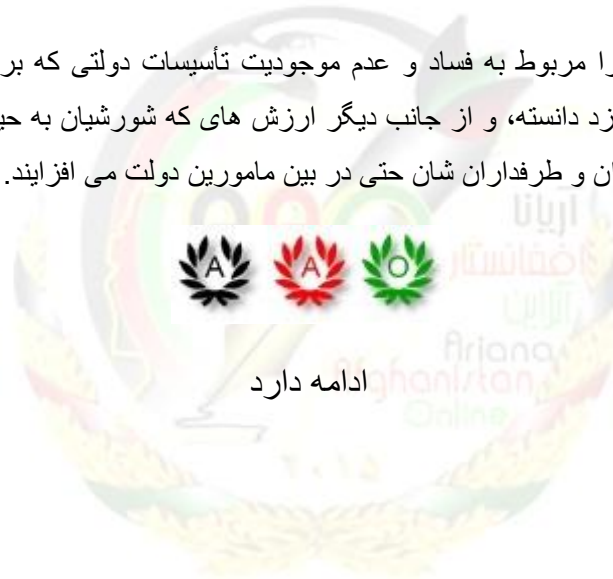 را مربوط به فساد و عدم موجودیت تأسیسات دولتی که بر
زد دانسته، و از جانب دیگر ارزش های که شورشیان به
ان و طرفداران شان حتی در بین مامورین دولت می افزایند.
A A O
آریانا
افغانستان
آنلاین
Ariana
Afghanistan
Online
ادامه دارد